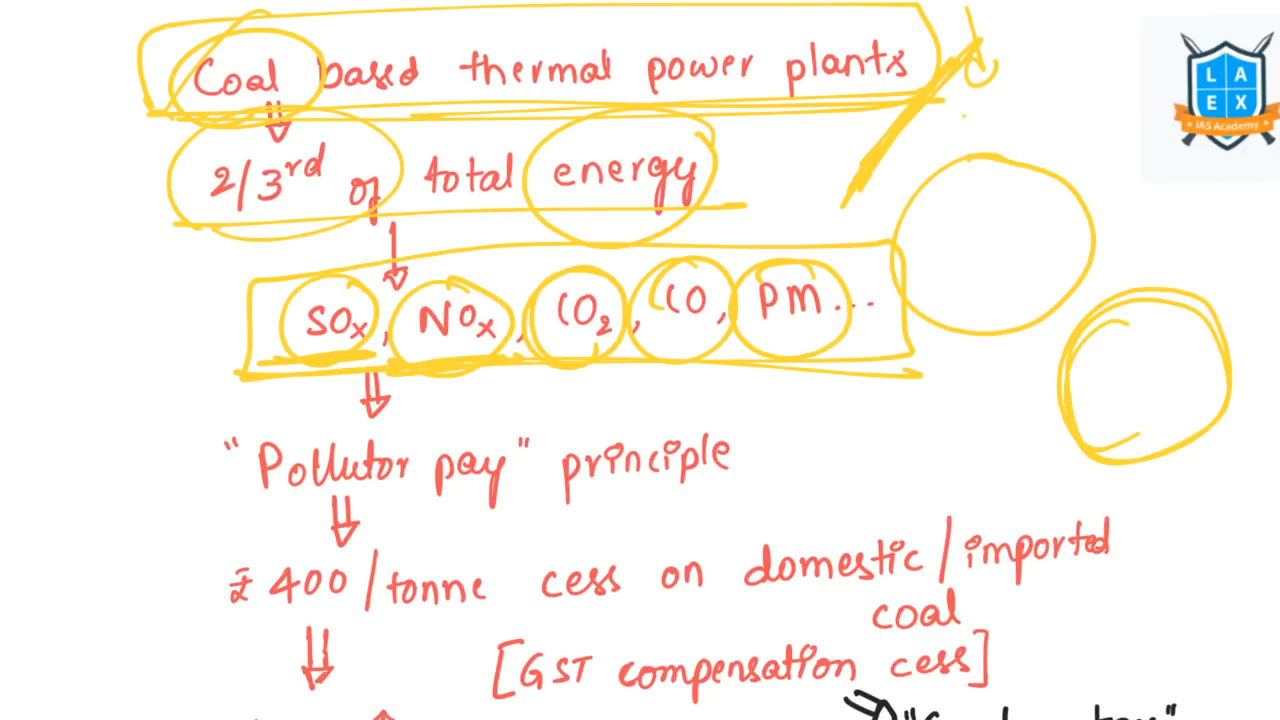 Coal based thermal power plants
2/3rd of total energy
SOx, NOx, CO2, CO, PM...
"Pollutor pay" principle
₹ 400/tonne cess on domestic/imported
coal
[GST compensation cess]
L A
E X
IAS Academy